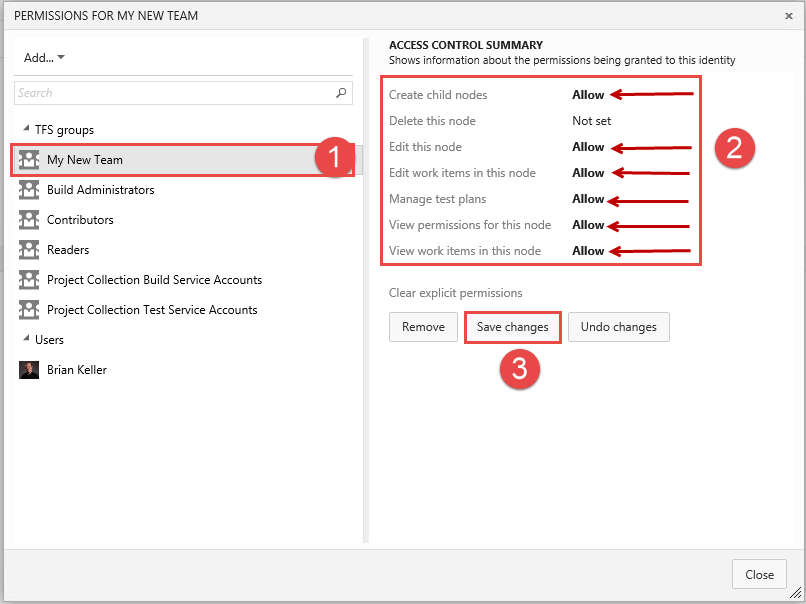 PERMISSIONS FOR MY NEW TEAM
Add...
Search
TFS groups
My New Team
1
Build Administrators
Contributors
Readers
Project Collection Build Service Accounts
Project Collection Test Service Accounts
Users
Brian Keller
ACCESS CONTROL SUMMARY
Shows information about the permissions being granted to this identity
Create child nodes Allow
Delete this node Not set
Edit this node Allow
Edit work items in this node Allow
Manage test plans Allow
View permissions for this node Allow
View work items in this node Allow
2
Clear explicit permissions
Remove Save changes Undo changes
3
Close